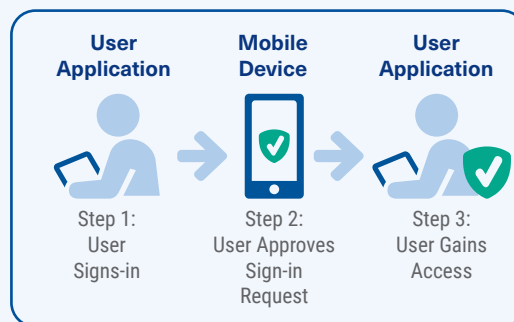 User
Application
Mobile
Device
User
Application
Step 1:
User
Signs-in
Step 2:
User Approves
Sign-in
Request
Step 3:
User Gains
Access